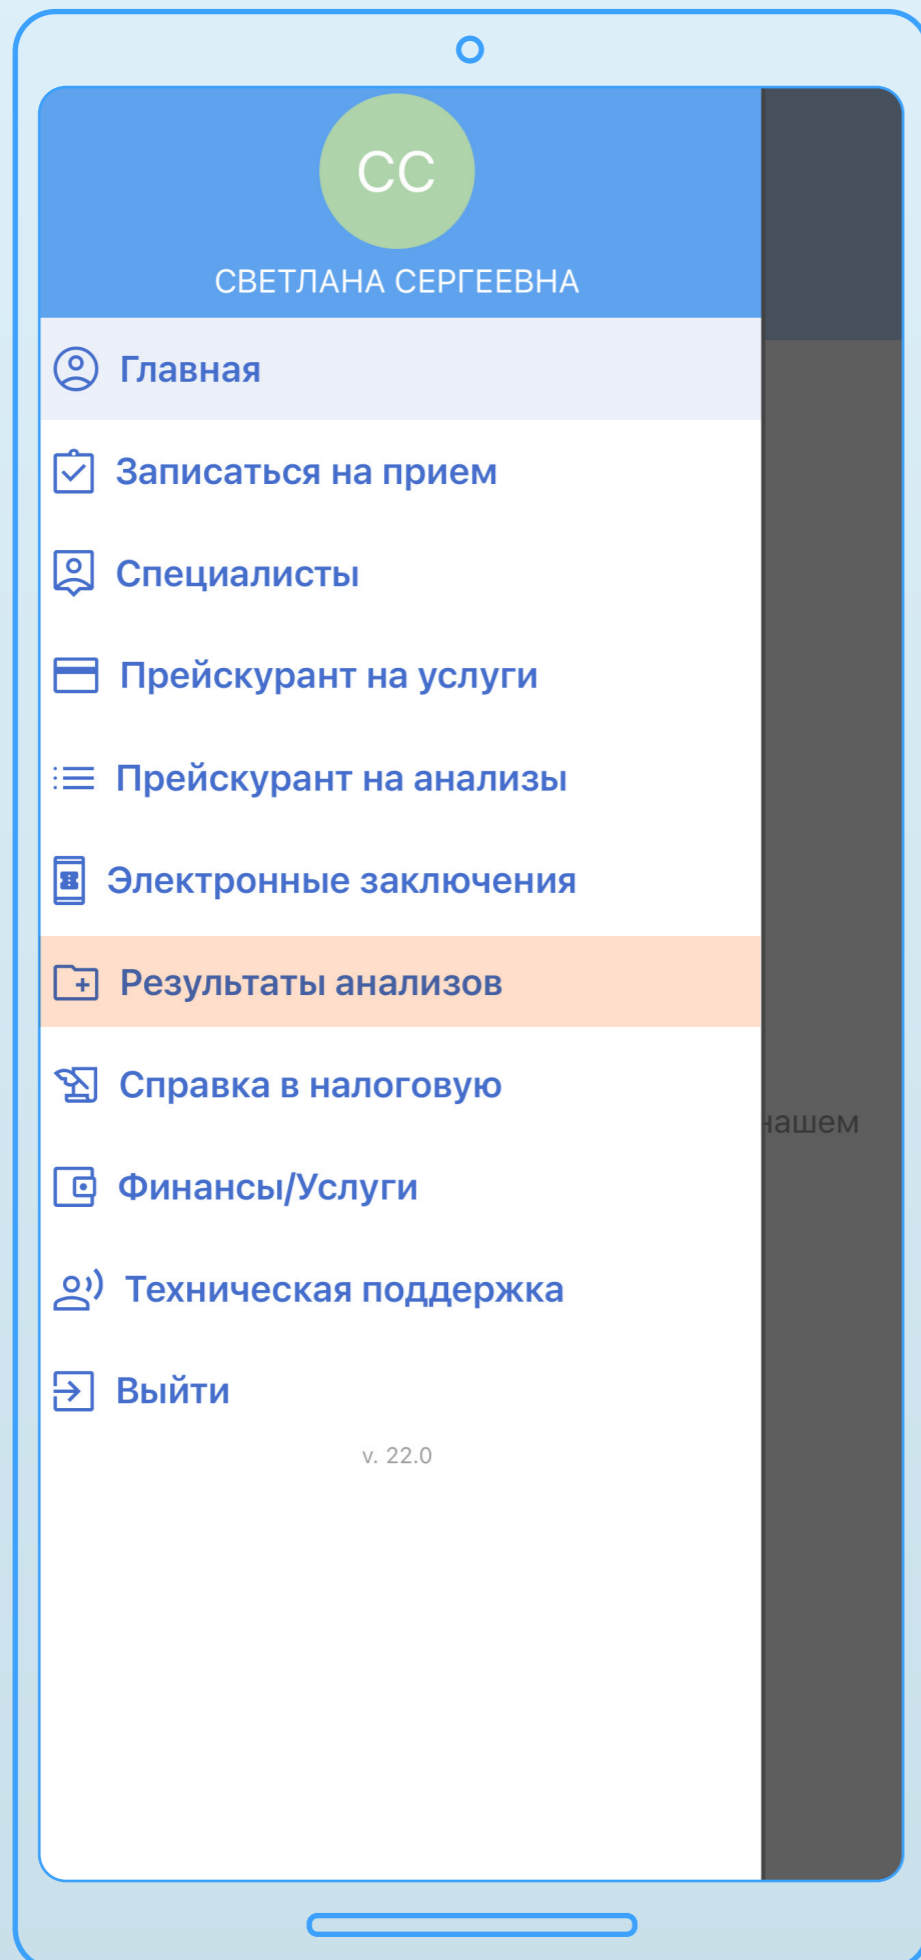 СС
СВЕТЛАНА СЕРГЕЕВНА
Главная
Записаться на прием
Специалисты
Прейскурант на услуги
Прейскурант на анализы
Электронные заключения
Результаты анализов
Справка в налоговую
нашем
Финансы/Услуги
Техническая поддержка
Выйти
v. 22.0